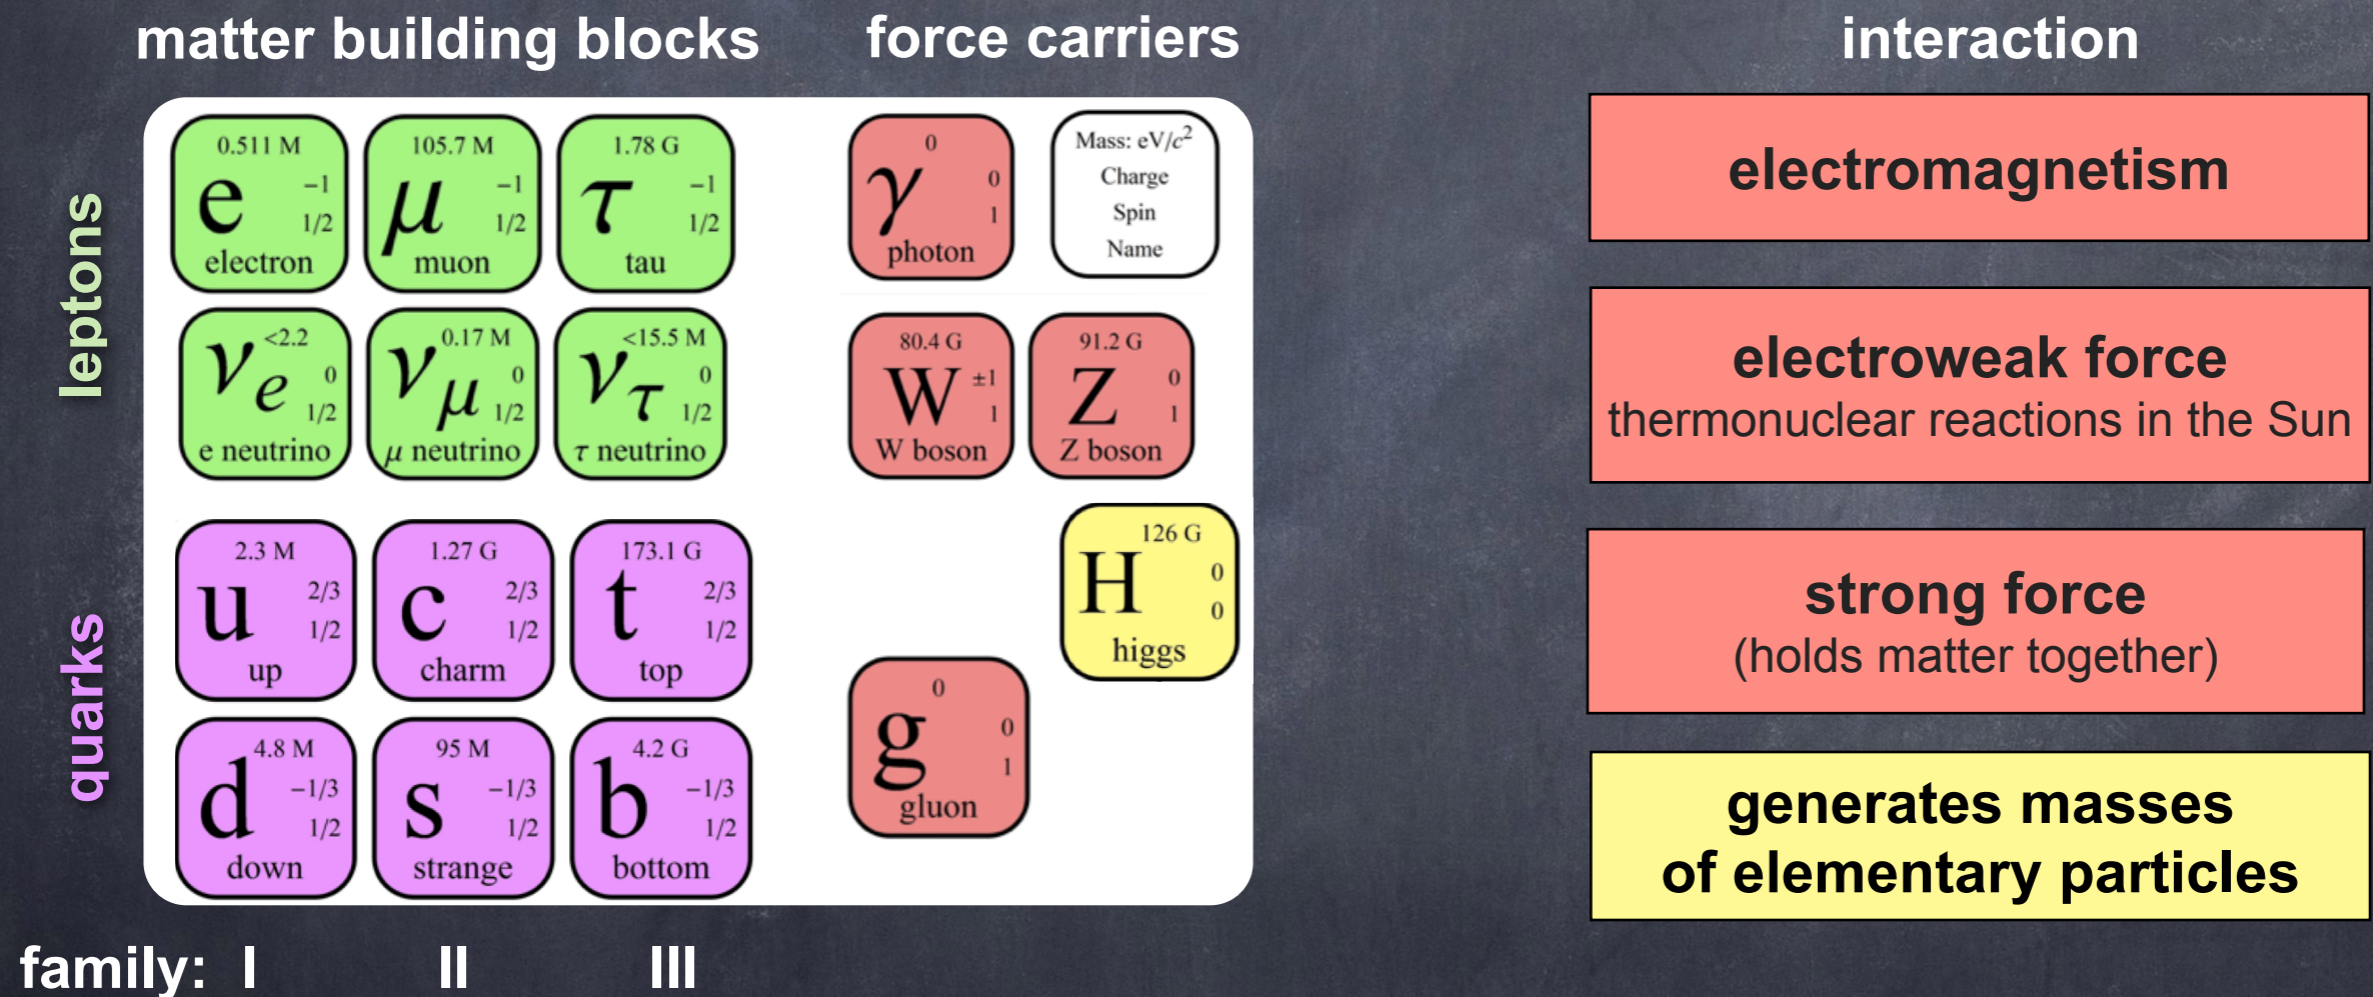 matter building blocks
force carriers
interaction
leptons
quarks
0.511 M
e
−1
1/2
electron
105.7 M
μ
−1
1/2
muon
1.78 G
τ
−1
1/2
tau
<2.2
νe
0
1/2
e neutrino
0.17 M
νμ
0
1/2
μ neutrino
<15.5 M
ντ
0
1/2
τ neutrino
2.3 M
u
2/3
1/2
up
1.27 G
c
2/3
1/2
charm
173.1 G
t
2/3
1/2
top
4.8 M
d
−1/3
1/2
down
95 M
s
−1/3
1/2
strange
4.2 G
b
−1/3
1/2
bottom
0
γ
0
1
photon
Mass: eV/c²
Charge
Spin
Name
80.4 G
W
±1
1
W boson
91.2 G
Z
0
1
Z boson
126 G
H
0
0
higgs
0
g
0
1
gluon
electromagnetism
electroweak force
thermonuclear reactions in the Sun
strong force
(holds matter together)
generates masses
of elementary particles
family: I II III